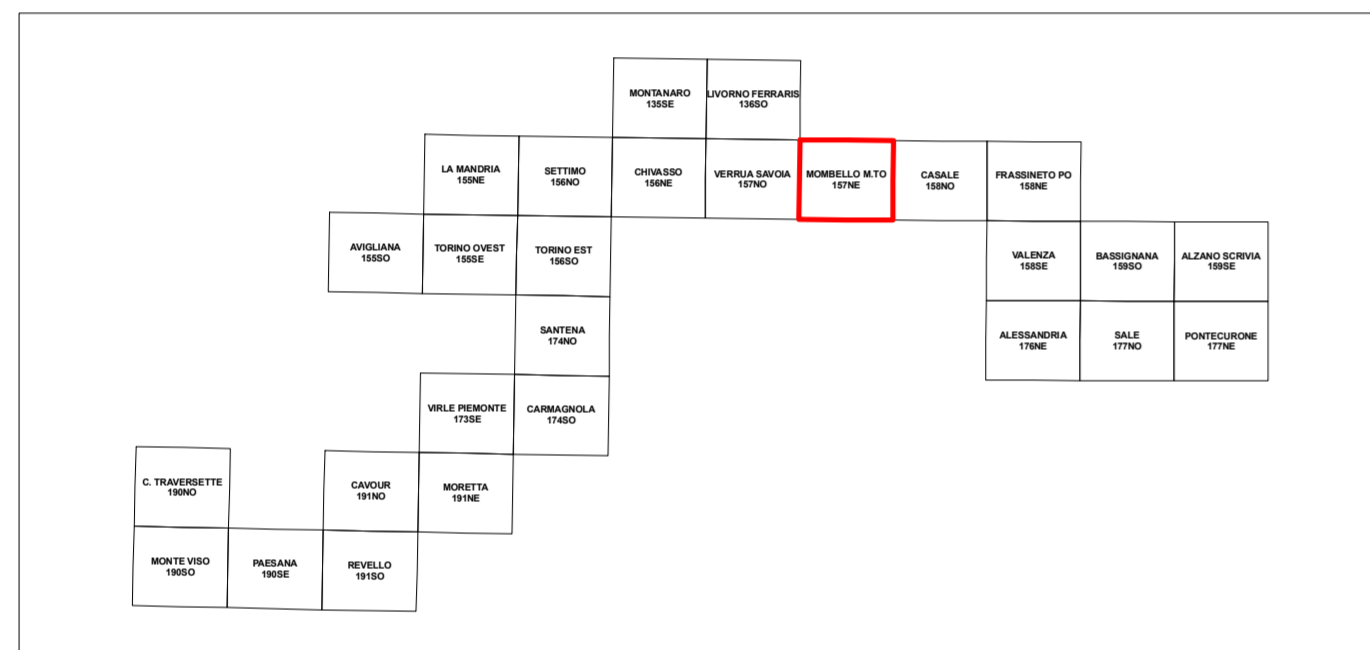 MONTANARO
135SE
LIVORNO FERRARIS
136SO
LA MANDRIA
155NE
SETTIMO
156NO
CHIVASSO
156NE
VERRUA SAVOIA
157NO
MOMBELLO M.TO
157NE
CASALE
158NO
FRASSINETO PO
158NE
AVIGLIANA
155SO
TORINO OVEST
155SE
TORINO EST
156SO
VALENZA
158SE
BASSIGNANA
159SO
ALZANO SCRIVIA
159SE
SANTENA
174NO
ALESSANDRIA
176NE
SALE
177NO
PONTECURONE
177NE
VIRLE PIEMONTE
173SE
CARMAGNOLA
174SO
C. TRAVERSETTE
190NO
CAVOUR
191NO
MORETTA
191NE
MONTE VISO
190SO
PAESANA
190SE
REVELLO
191SO